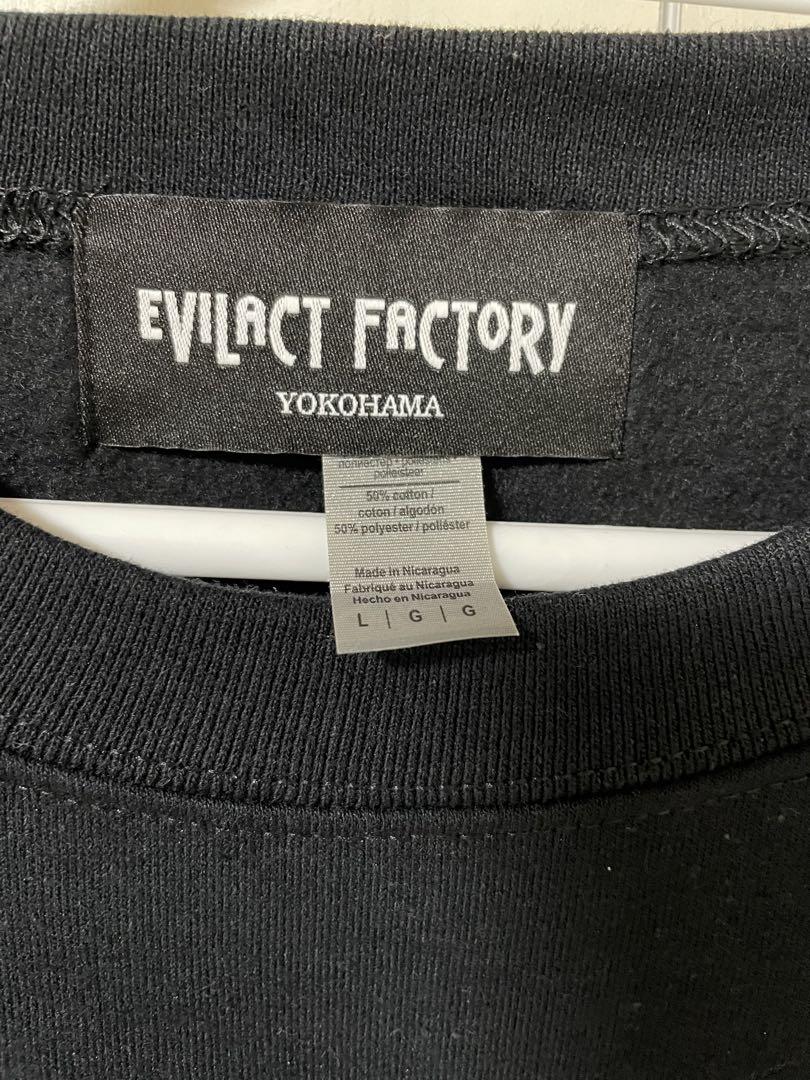 EVILACT FACTORY
YOKOHAMA
poliester
50% cotton /
coton / algodón
50% polyester / poliéster
Made in Nicaragua
Fabriqué au Nicaragua
Hecho en Nicaragua
L | G | G